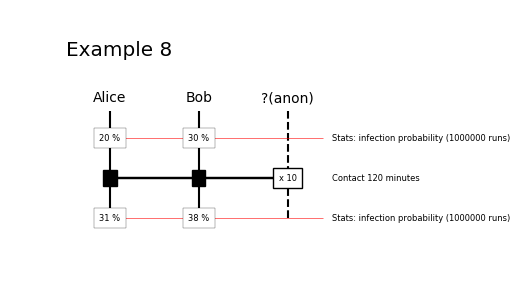 Example 8
Alice Bob ?(anon)
20 % 30 % Stats: infection probability (1000000 runs)
x 10 Contact 120 minutes
31 % 38 % Stats: infection probability (1000000 runs)